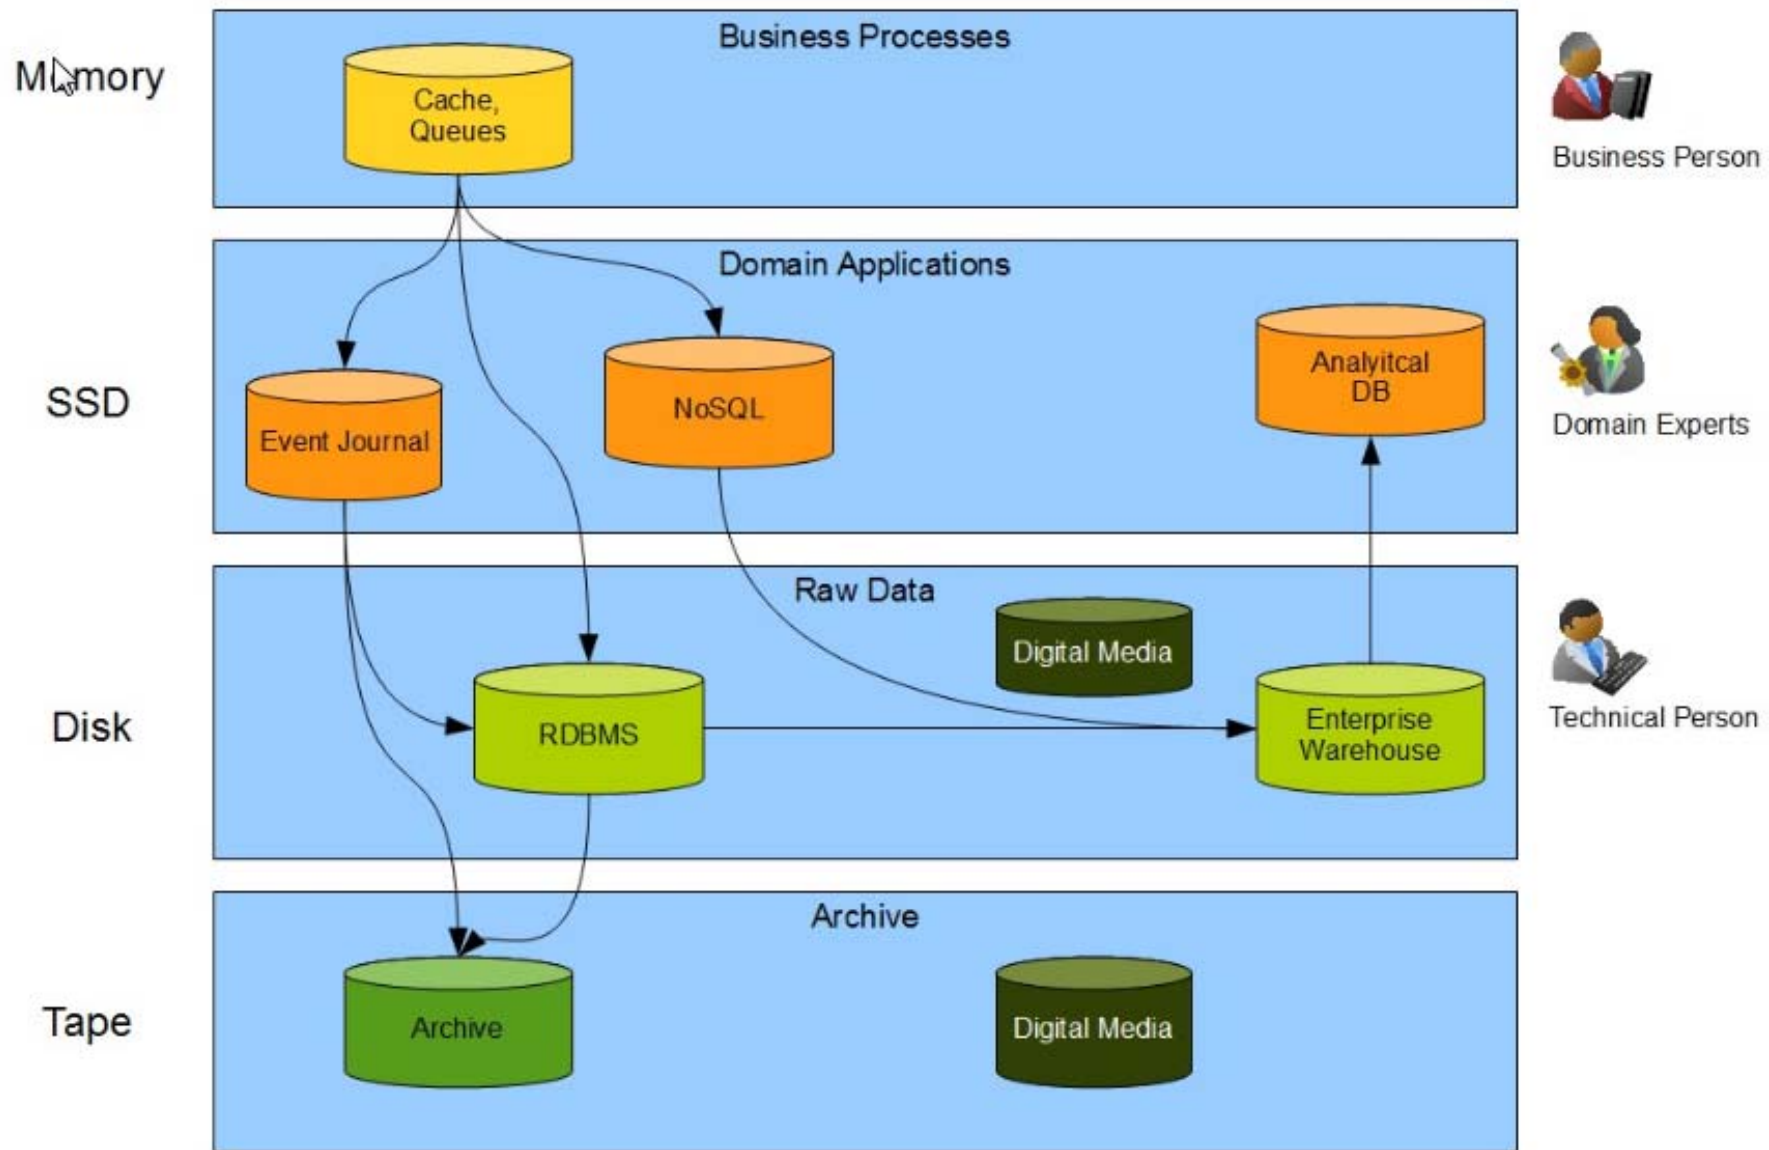 Business Processes
Memory
Cache,
Queues
Business Person
Domain Applications
SSD
Event Journal
NoSQL
Analyitcal
DB
Domain Experts
Raw Data
Disk
RDBMS
Digital Media
Enterprise
Warehouse
Technical Person
Archive
Tape
Archive
Digital Media